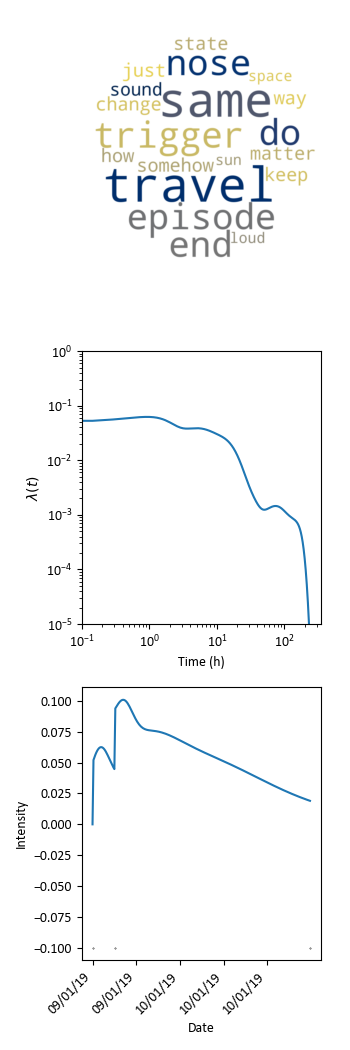 state
nose
just
space
sound
same
way
change
trigger
do
how
matter
somehow
sun
travel
keep
episode
end
loud
10^0
10^-1
10^-2
λ(t)
10^-3
10^-4
10^-5
10^-1 10^0 10^1 10^2
Time (h)
0.100
0.075
0.050
0.025
0.000
Intensity
−0.025
−0.050
−0.075
−0.100
09/01/19 09/01/19 10/01/19 10/01/19 10/01/19
Date